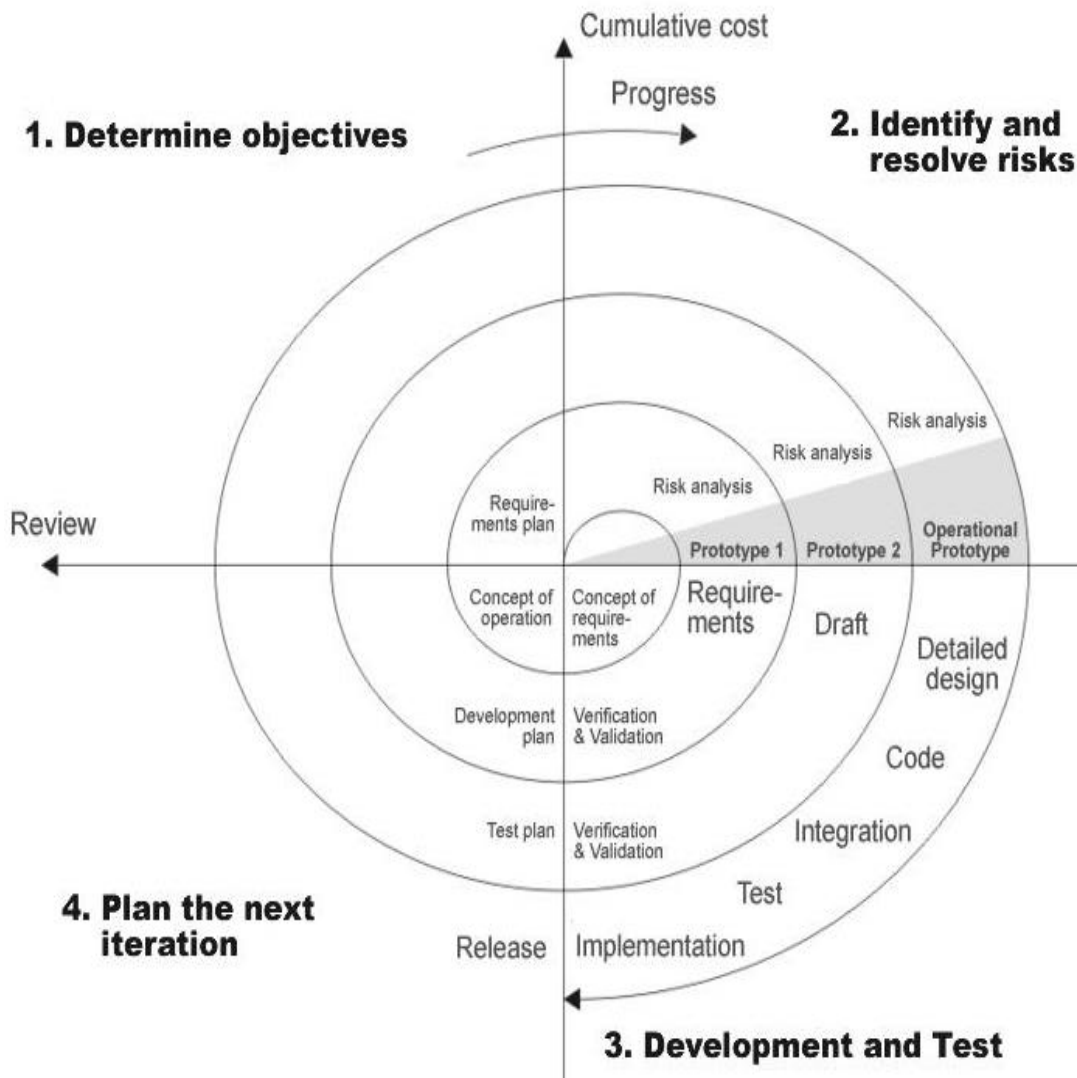 Cumulative cost
Progress
1. Determine objectives
2. Identify and
resolve risks
Risk analysis
Risk analysis
Risk analysis
Require-
ments plan
Review
Prototype 1
Prototype 2
Operational
Prototype
Concept of
operation
Concept of
require-
ments
Require-
ments
Draft
Detailed
design
Development
plan
Verification
& Validation
Code
Test plan
Verification
& Validation
Integration
Test
4. Plan the next
iteration
Release
Implementation
3. Development and Test